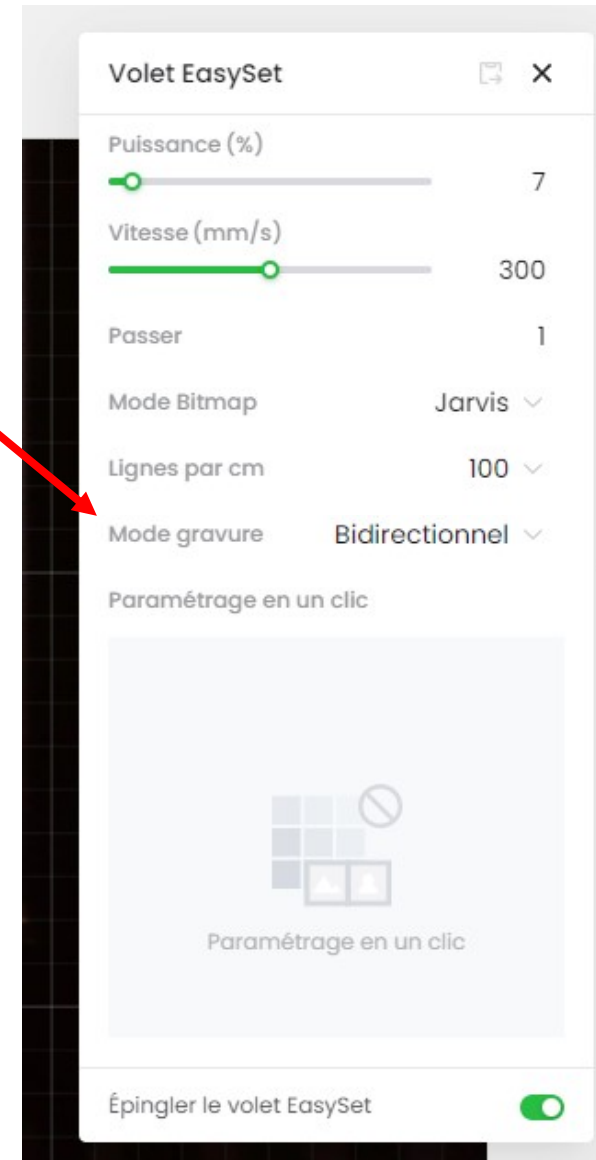 Volet EasySet
Puissance (%)
7
Vitesse (mm/s)
300
Passer 1
Mode Bitmap Jarvis
Lignes par cm 100
Mode gravure Bidirectionnel
Paramétrage en un clic
Paramétrage en un clic
Épingler le volet EasySet